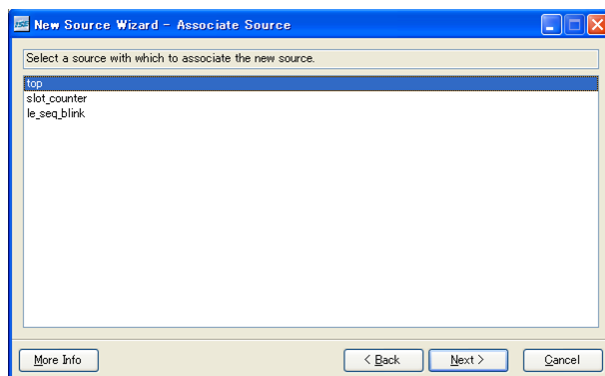 New Source Wizard - Associate Source
Select a source with which to associate the new source.
top
slot_counter
le_seq_blink
More Info
< Back
Next >
Cancel